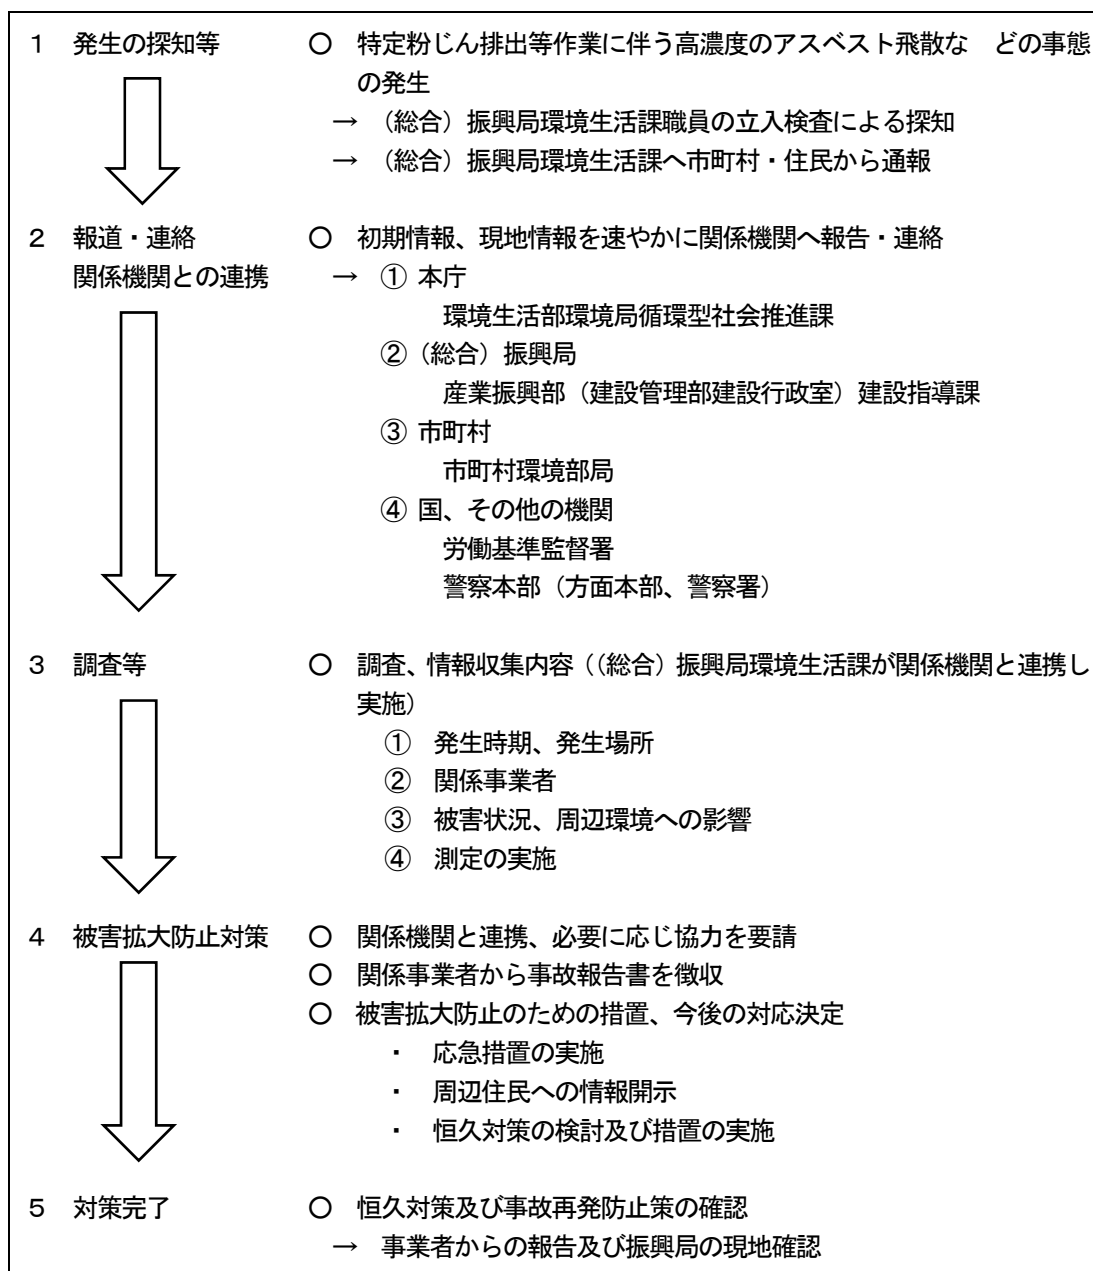 1 発生の探知等 ○ 特定粉じん排出等作業に伴う高濃度のアスベスト飛散な どの事態
の発生
→ （総合）振興局環境生活課職員の立入検査による探知
→ （総合）振興局環境生活課へ市町村・住民から通報
2 報道・連絡 ○ 初期情報、現地情報を速やかに関係機関へ報告・連絡
関係機関との連携 → ① 本庁
環境生活部環境局循環型社会推進課
②（総合）振興局
産業振興部（建設管理部建設行政室）建設指導課
③ 市町村
市町村環境部局
④ 国、その他の機関
労働基準監督署
警察本部（方面本部、警察署）
3 調査等 ○ 調査、情報収集内容（（総合）振興局環境生活課が関係機関と連携し
実施）
① 発生時期、発生場所
② 関係事業者
③ 被害状況、周辺環境への影響
④ 測定の実施
4 被害拡大防止対策 ○ 関係機関と連携、必要に応じ協力を要請
○ 関係事業者から事故報告書を徴収
○ 被害拡大防止のための措置、今後の対応決定
・ 応急措置の実施
・ 周辺住民への情報開示
・ 恒久対策の検討及び措置の実施
5 対策完了 ○ 恒久対策及び事故再発防止策の確認
→ 事業者からの報告及び振興局の現地確認